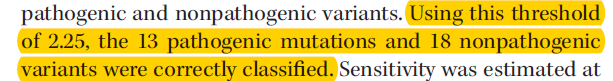 pathogenic and nonpathogenic variants. Using this threshold
of 2.25, the 13 pathogenic mutations and 18 nonpathogenic
variants were correctly classified. Sensitivity was estimated at